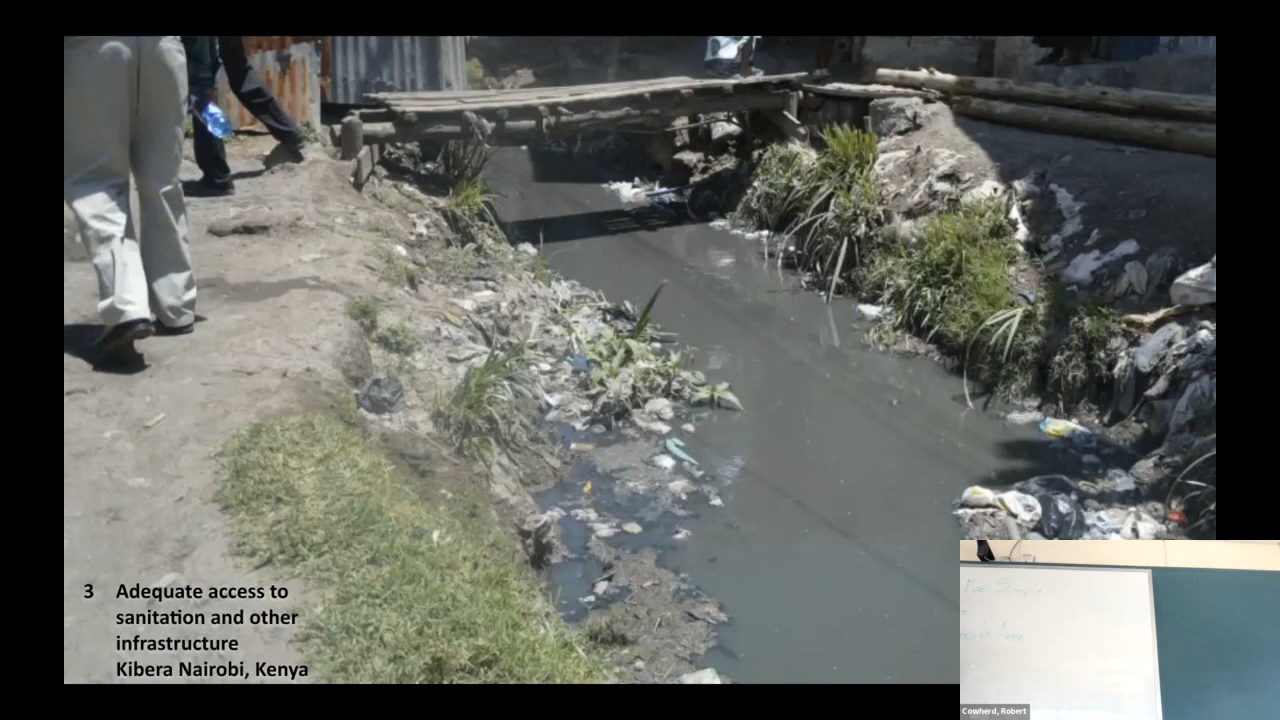 3 Adequate access to
sanitation and other
infrastructure
Kibera Nairobi, Kenya
Cowherd, Robert